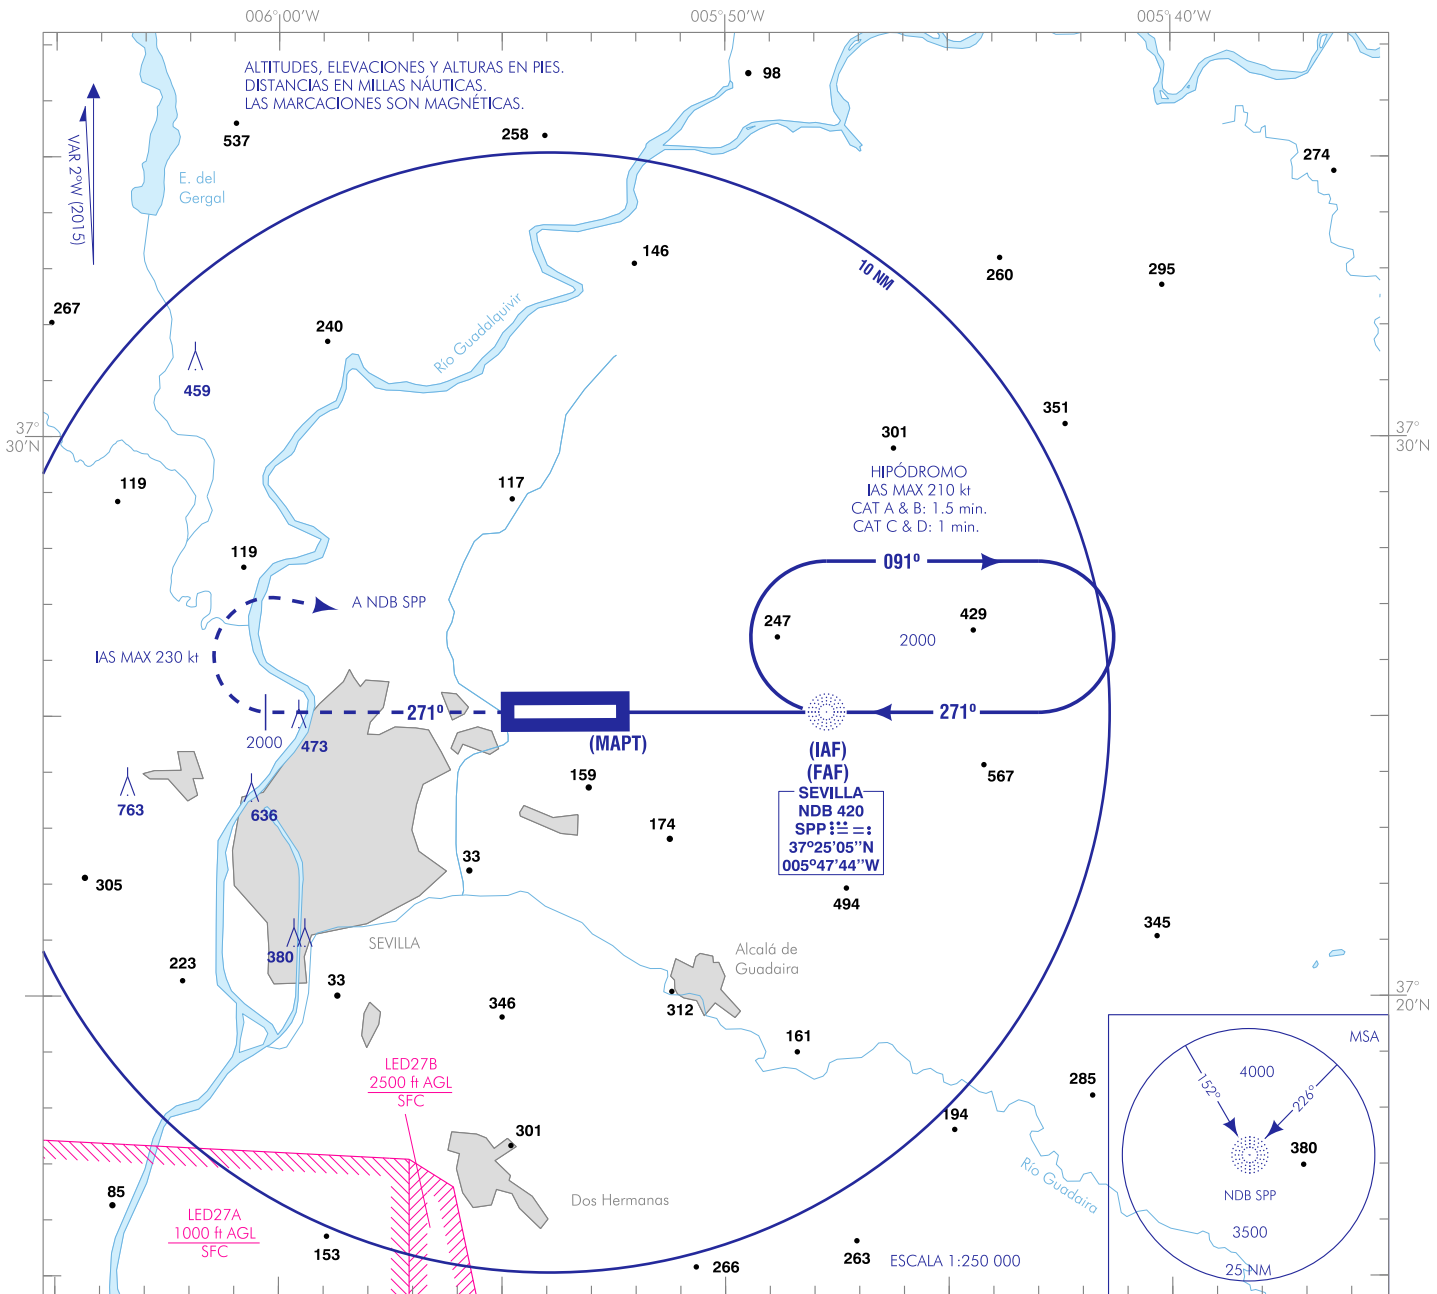 006°00'W
005°50'W
005°40'W
ALTITUDES, ELEVACIONES Y ALTURAS EN PIES.
DISTANCIAS EN MILLAS NÁUTICAS.
LAS MARCACIONES SON MAGNÉTICAS.
98
537
258
VAR 2°W (2015)
E. del
Gergal
274
146
10 NM
260
295
267
240
Río Guadalquivir
459
351
37°
30'N
37°
30'N
301
HIPÓDROMO
IAS MAX 210 kt
CAT A & B: 1.5 min.
CAT C & D: 1 min.
119
117
119
091º
A NDB SPP
247
429
2000
IAS MAX 230 kt
271º
271º
2000
473
(MAPT)
(IAF)
(FAF)
SEVILLA
NDB 420
SPP
37º25'05''N
005º47'44''W
159
567
763
636
174
33
305
494
380
SEVILLA
Alcalá de
Guadaira
345
223
33
346
312
37°
20'N
161
MSA
LED27B
2500 ft AGL
SFC
285
4000
152°
226°
194
301
380
Río Guadaira
NDB SPP
85
Dos Hermanas
LED27A
1000 ft AGL
SFC
3500
153
266
263
ESCALA 1:250 000
25 NM